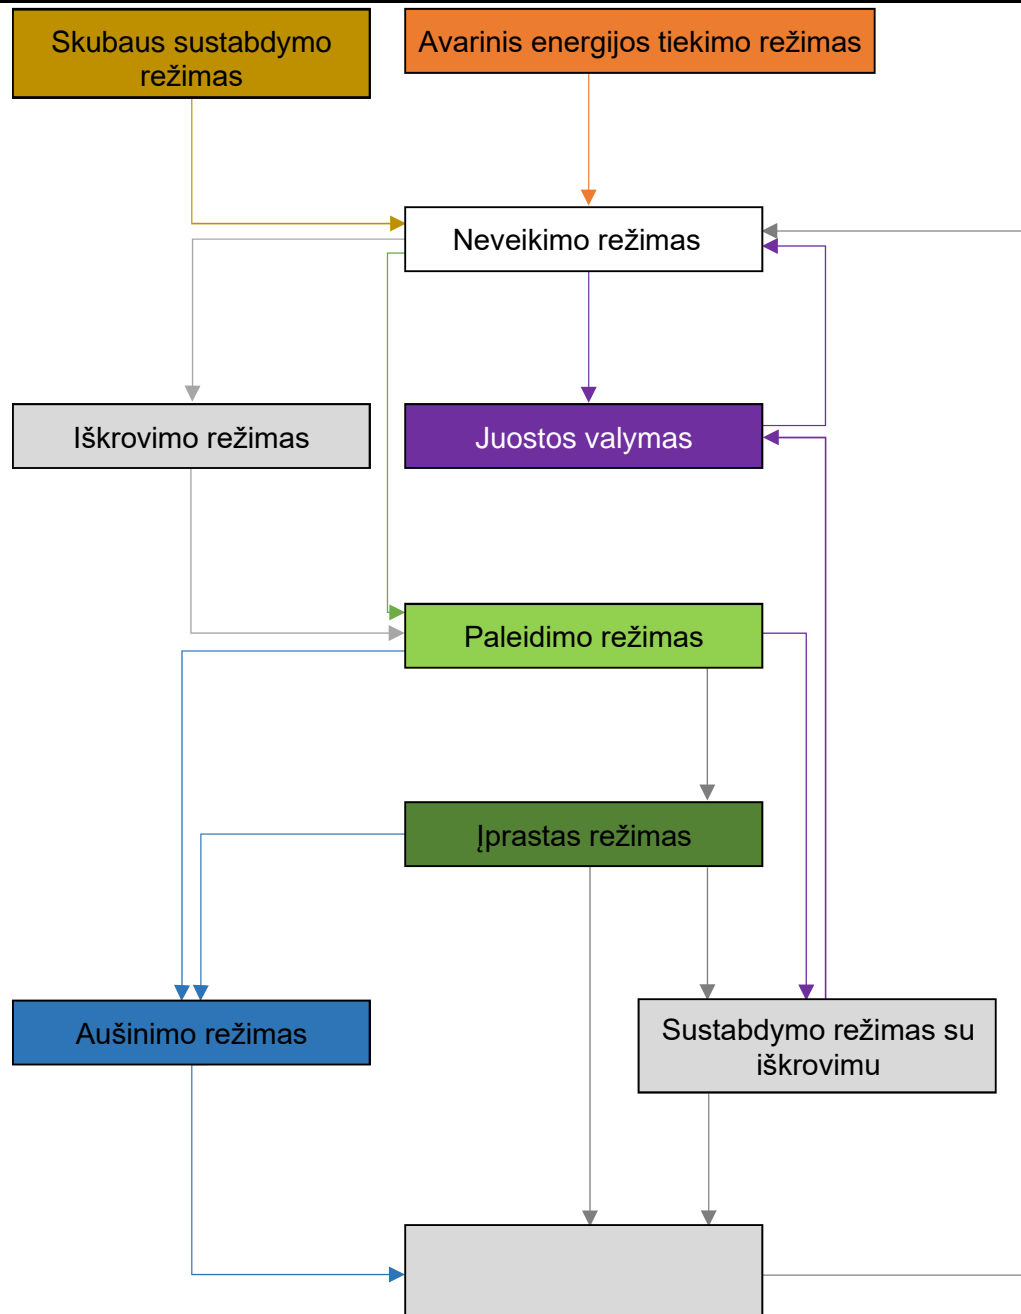 Skubaus sustabdymo
režimas
Avarinis energijos tiekimo režimas
Neveikimo režimas
Iškrovimo režimas
Juostos valymas
Paleidimo režimas
Įprastas režimas
Aušinimo režimas
Sustabdymo režimas su
iškrovimu